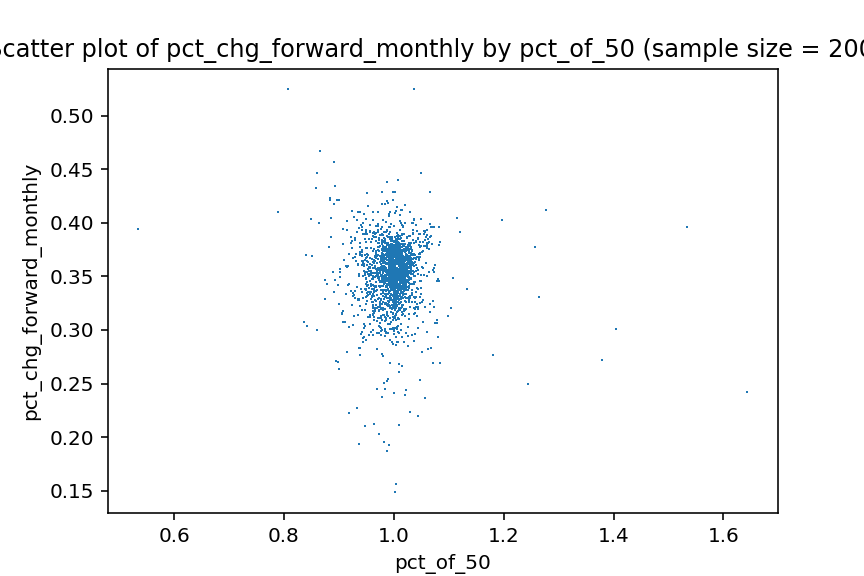 catter plot of pct_chg_forward_monthly by pct_of_50 (sample size = 200
0.50
0.45
0.40
0.35
0.30
0.25
0.20
0.15
pct_chg_forward_monthly
0.6 0.8 1.0 1.2 1.4 1.6
pct_of_50